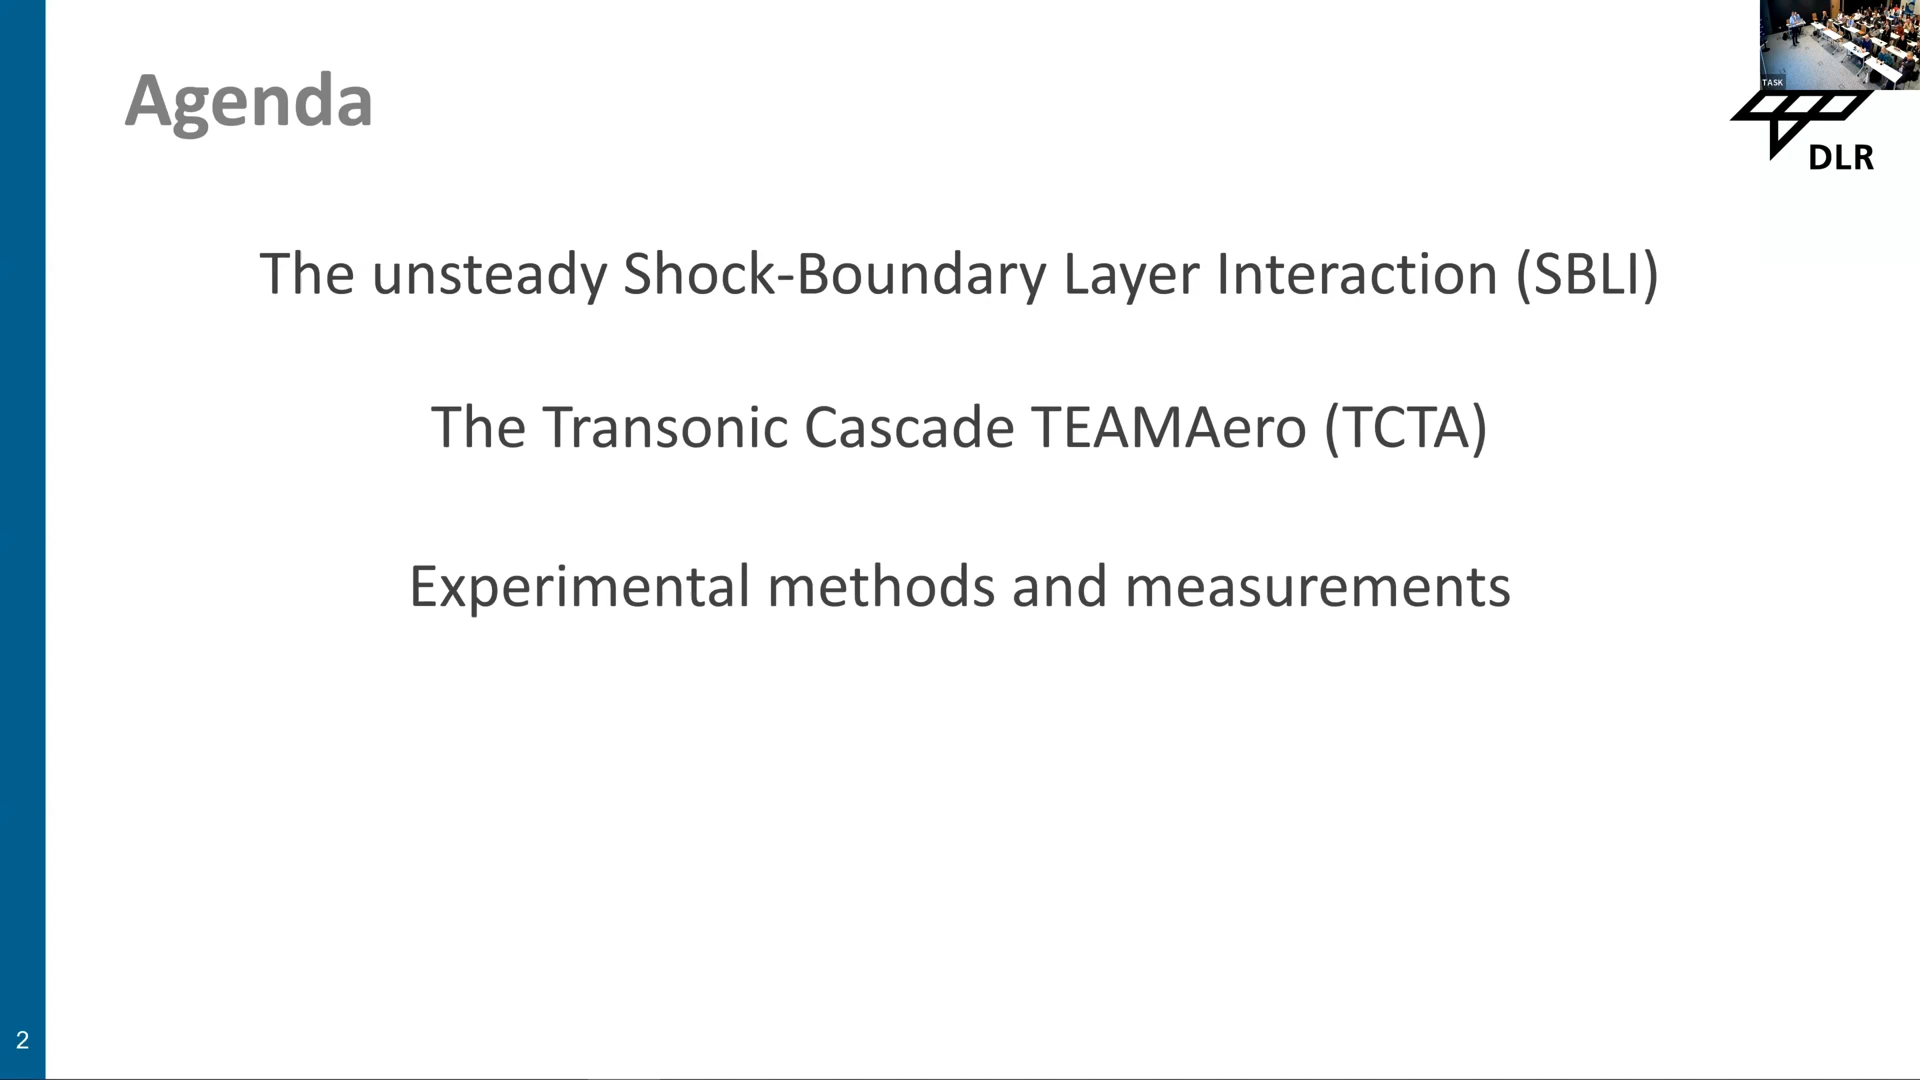 TASK
Agenda
DLR
The unsteady Shock-Boundary Layer Interaction (SBLI)
The Transonic Cascade TEAMAero (TCTA)
Experimental methods and measurements
2